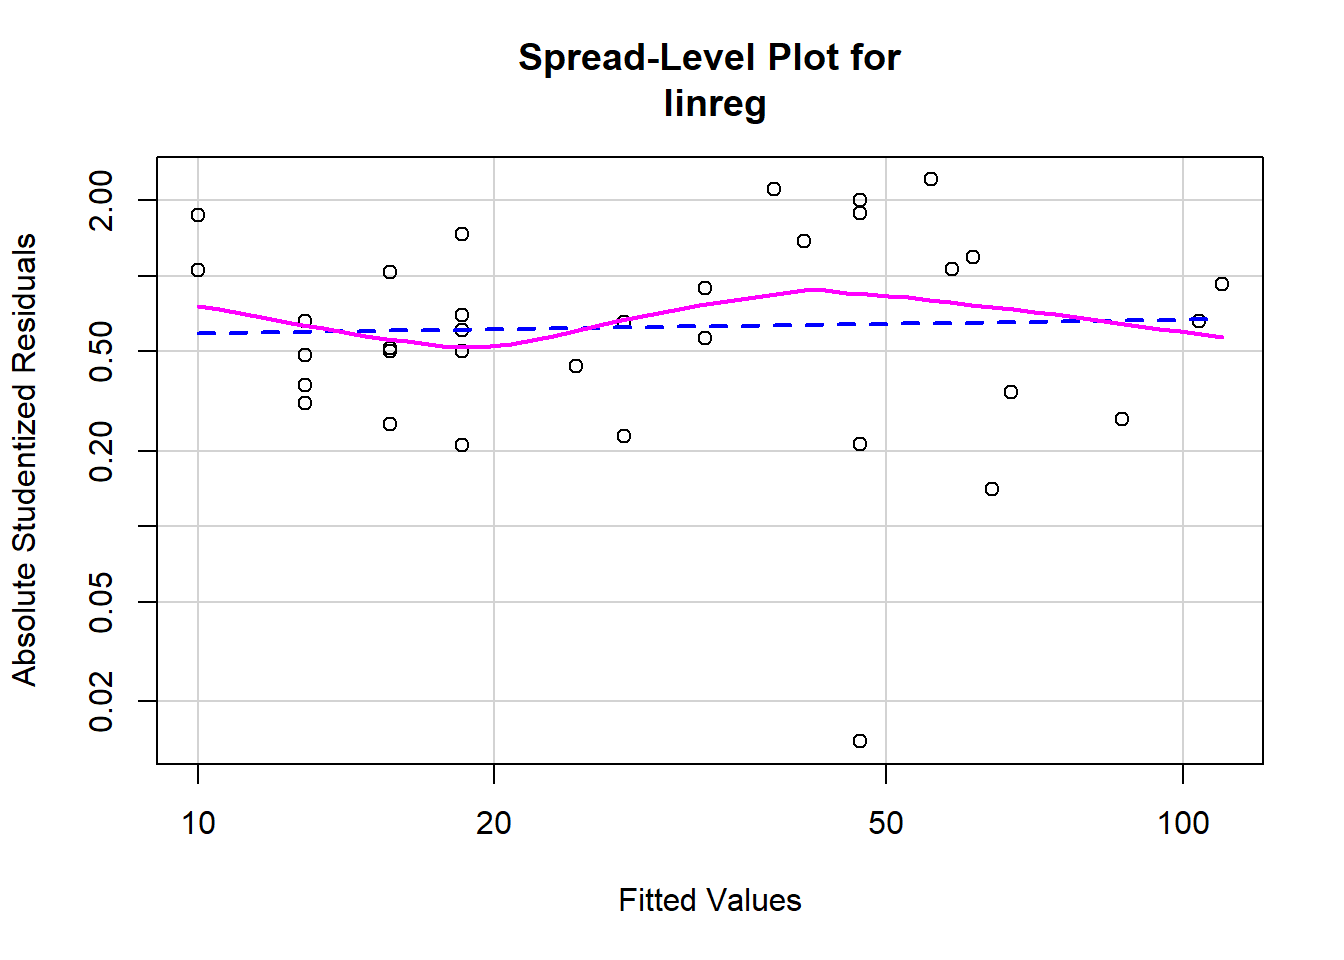 Spread-Level Plot for
linreg
Absolute Studentized Residuals
2.00
0.50
0.20
0.05
0.02
10 20 50 100
Fitted Values